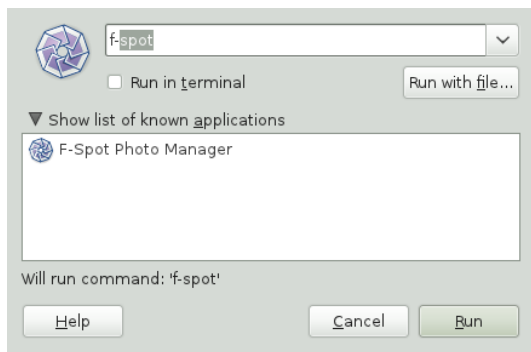 f-spot
Run in terminal
Run with file...
Show list of known applications
F-Spot Photo Manager
Will run command: 'f-spot'
Help
Cancel
Run